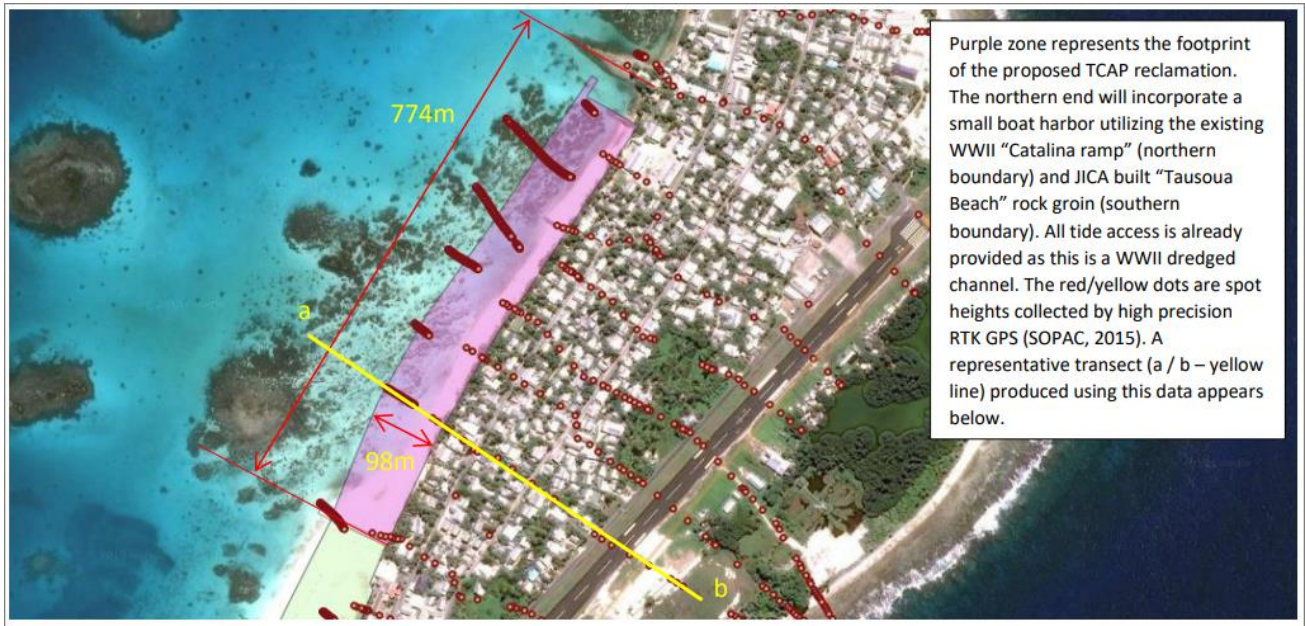 774m
a
98m
b
Purple zone represents the footprint
of the proposed TCAP reclamation.
The northern end will incorporate a
small boat harbor utilizing the existing
WWII “Catalina ramp” (northern
boundary) and JICA built “Tausoua
Beach” rock groin (southern
boundary). All tide access is already
provided as this is a WWII dredged
channel. The red/yellow dots are spot
heights collected by high precision
RTK GPS (SOPAC, 2015). A
representative transect (a / b – yellow
line) produced using this data appears
below.